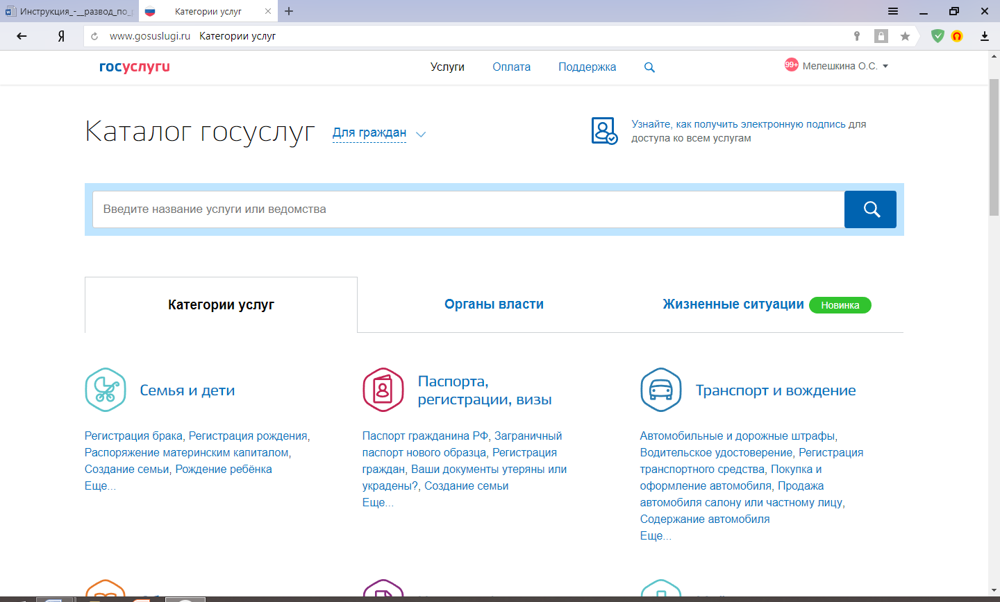 Инструкция_-__развод_по_
Категории услуг
www.gosuslugi.ru Категории услуг
госуслуги
Услуги
Оплата
Поддержка
99+ Мелешкина О.С.
Каталог госуслуг
Для граждан
Узнайте, как получить электронную подпись для
доступа ко всем услугам
Введите название услуги или ведомства
Категории услуг
Органы власти
Жизненные ситуации Новинка
Семья и дети
Регистрация брака, Регистрация рождения,
Распоряжение материнским капиталом,
Создание семьи, Рождение ребёнка
Еще...
Паспорта,
регистрации, визы
Паспорт гражданина РФ, Заграничный
паспорт нового образца, Регистрация
граждан, Ваши документы утеряны или
украдены?, Создание семьи
Еще...
Транспорт и вождение
Автомобильные и дорожные штрафы,
Водительское удостоверение, Регистрация
транспортного средства, Покупка и
оформление автомобиля, Продажа
автомобиля салону или частному лицу,
Содержание автомобиля
Еще...